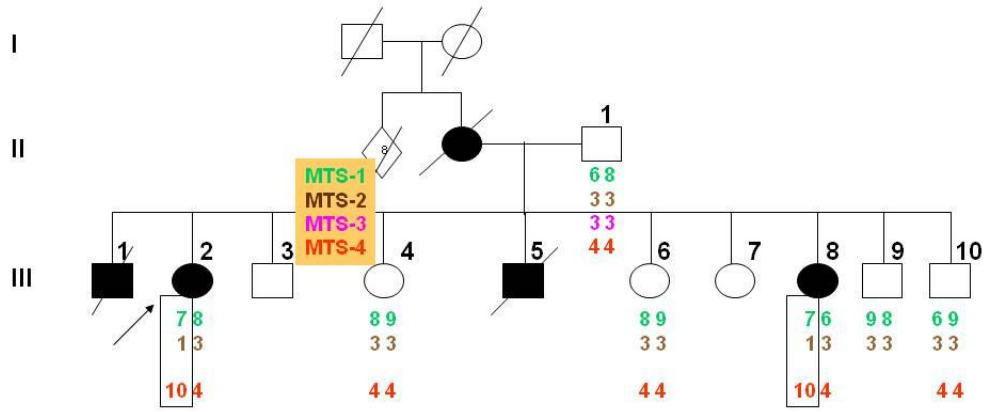 I
1
II
8
MTS-1
MTS-2
MTS-3
MTS-4
6 8
3 3
3 3
4 4
1 2 3 4 5 6 7 8 9 10
III
7 8 8 9 8 9 7 6 9 8 6 9
1 3 3 3 3 3 1 3 3 3 3 3
10 4 4 4 4 4 10 4 4 4